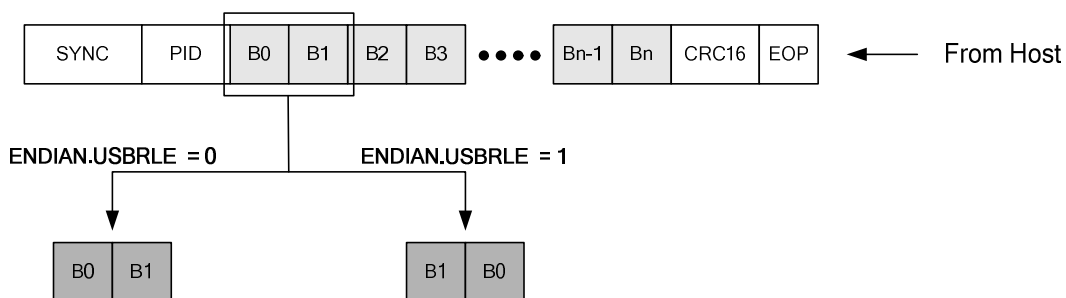 SYNC PID B0 B1 B2 B3 •••• Bn-1 Bn CRC16 EOP From Host
ENDIAN.USBRLE = 0 ENDIAN.USBRLE = 1
B0 B1 B1 B0